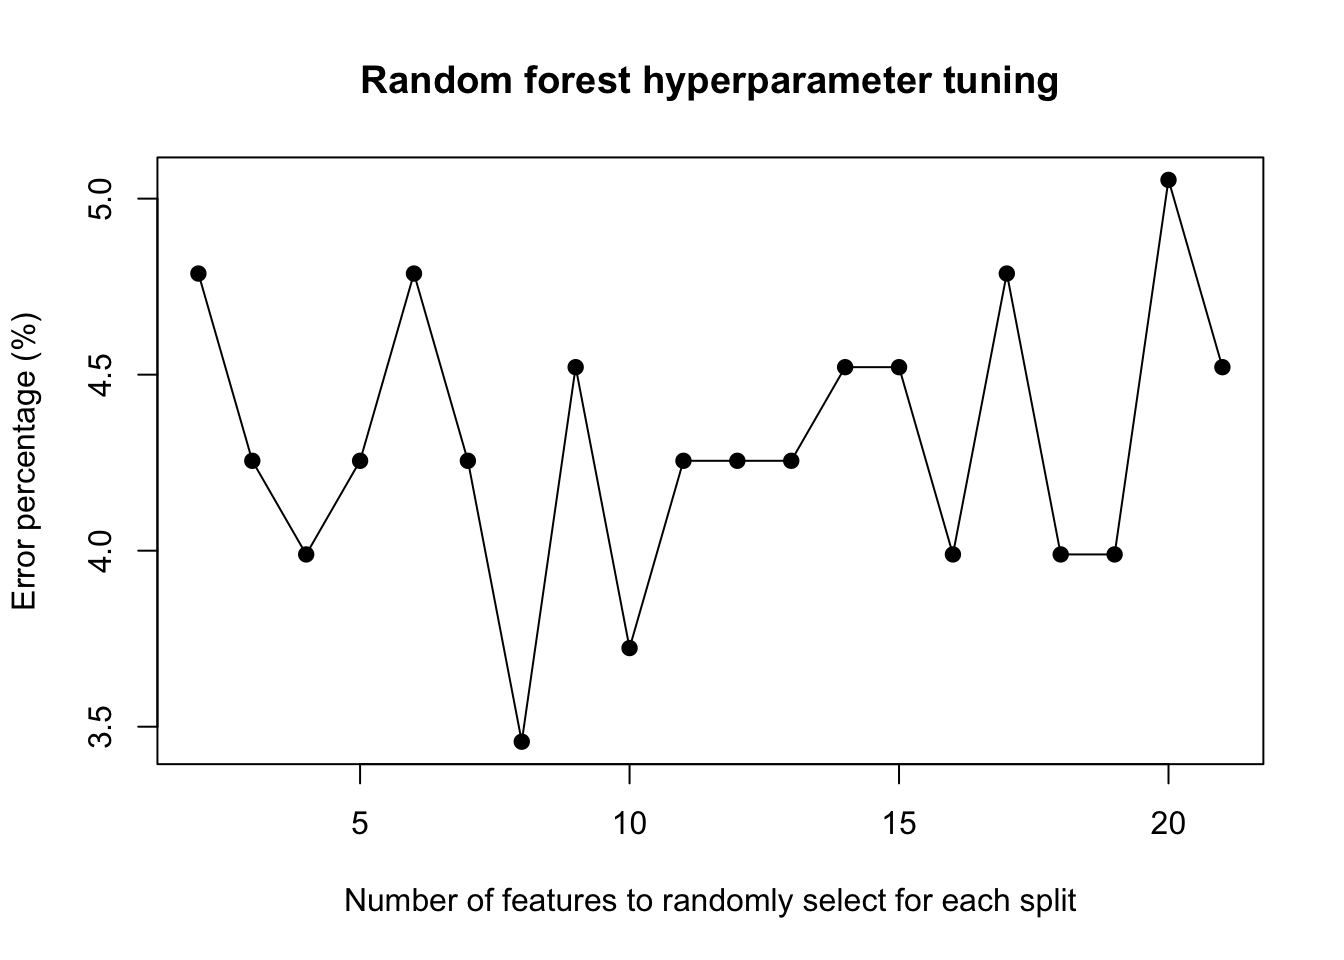 Random forest hyperparameter tuning
Error percentage (%)
5.0
4.5
4.0
3.5
5 10 15 20
Number of features to randomly select for each split